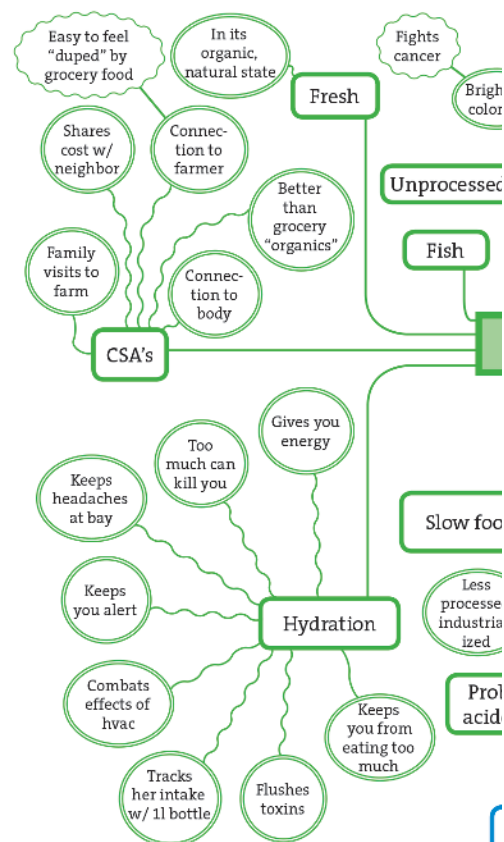 Easy to feel
"duped" by
grocery food
In its
organic,
natural state
Fresh
Fights
cancer
Shares
cost w/
neighbor
Connec-
tion to
farmer
Better
than
grocery
"organics"
Unprocessed
Fish
Family
visits to
farm
Connec-
tion to
body
CSA's
Gives you
energy
Too
much can
kill you
Keeps
headaches
at bay
Keeps
you alert
Hydration
Combats
effects of
hvac
Tracks
her intake
w/ 1l bottle
Flushes
toxins
Keeps
you from
eating too
much
Slow
Less
ized